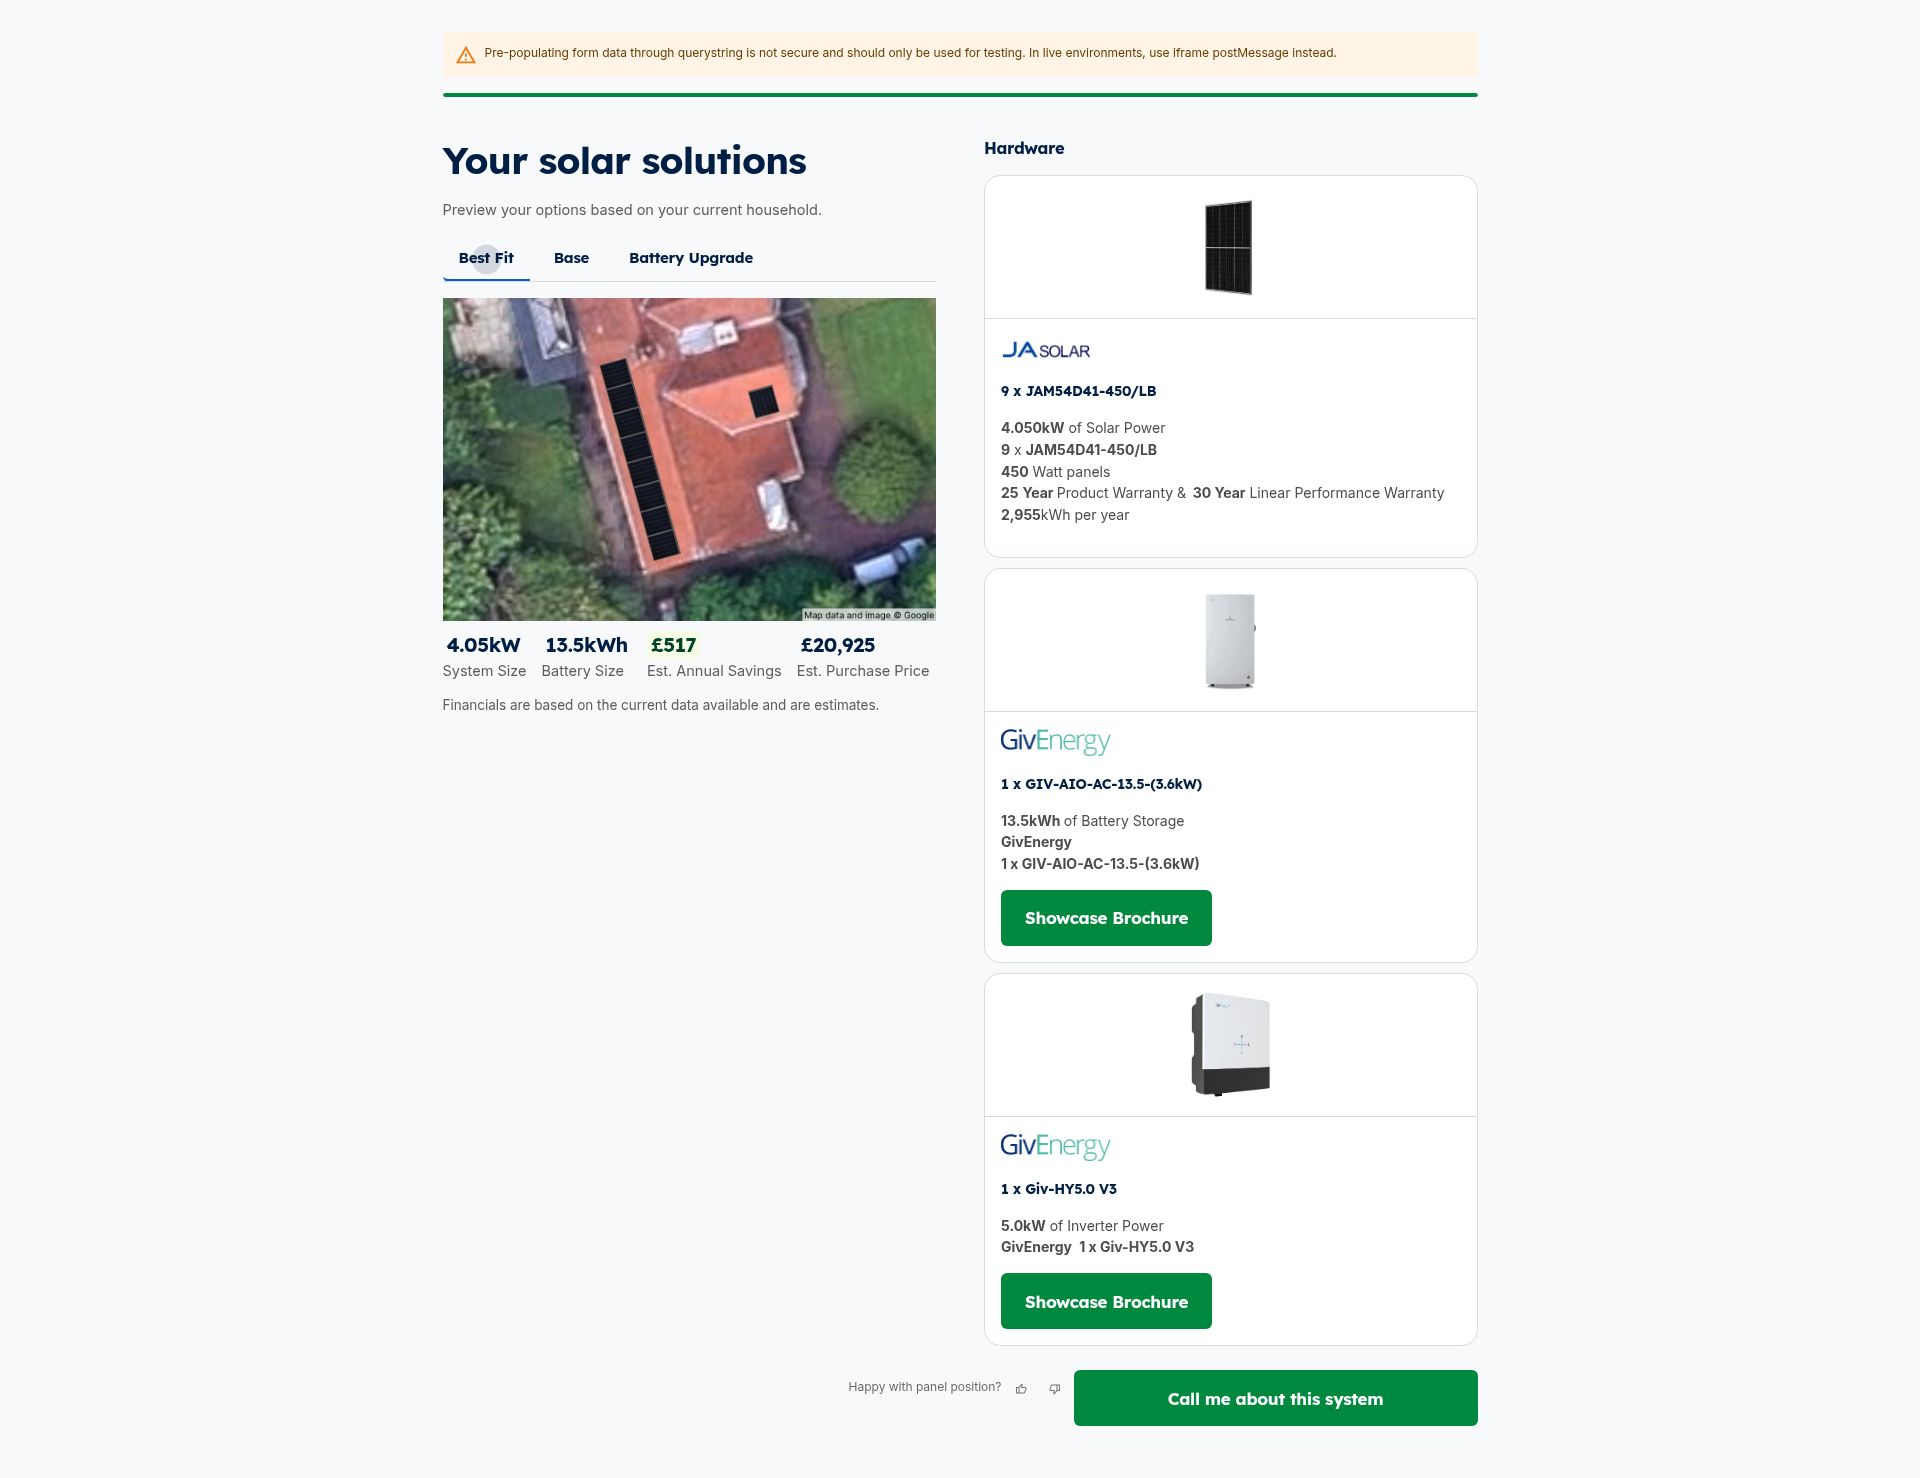 Pre-populating form data through querystring is not secure and should only be used for testing. In live environments, use iframe postMessage instead.
Your solar solutions
Preview your options based on your current household.
Best Fit
Base
Battery Upgrade
Map data and image © Google
4.05kW
System Size
13.5kWh
Battery Size
£517
Est. Annual Savings
£20,925
Est. Purchase Price
Financials are based on the current data available and are estimates.
Hardware
JA SOLAR
9 x JAM54D41-450/LB
4.050kW of Solar Power
9 x JAM54D41-450/LB
450 Watt panels
25 Year Product Warranty & 30 Year Linear Performance Warranty
2,955kWh per year
GivEnergy
1 x GIV-AIO-AC-13.5-(3.6kW)
13.5kWh of Battery Storage
GivEnergy
1 x GIV-AIO-AC-13.5-(3.6kW)
Showcase Brochure
GivEnergy
1 x Giv-HY5.0 V3
5.0kW of Inverter Power
GivEnergy 1 x Giv-HY5.0 V3
Showcase Brochure
Happy with panel position?
Call me about this system